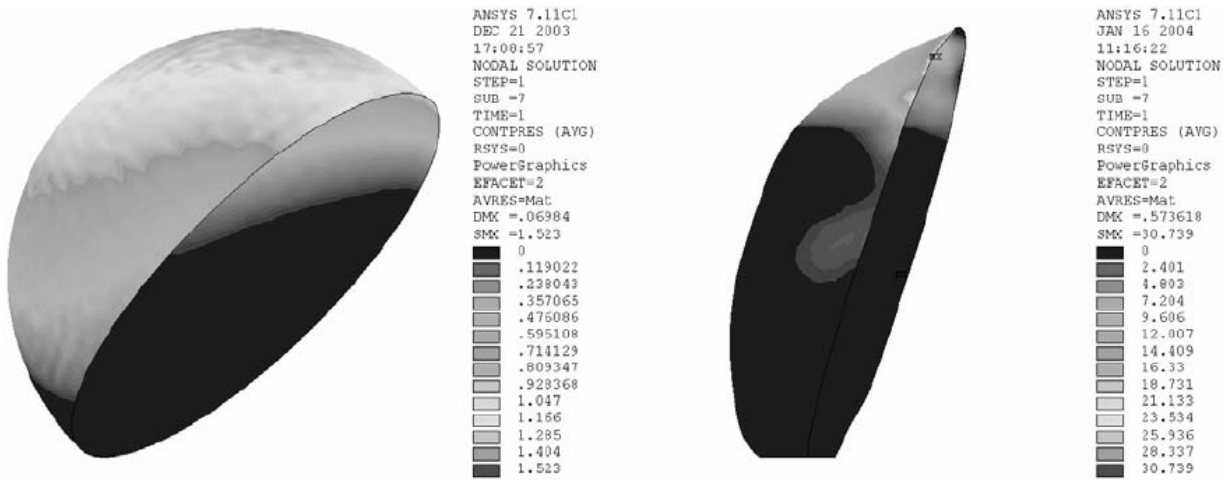 ANSYS 7.11C1
DEC 21 2003
17:08:57
NODAL SOLUTION
STEP=1
SUB =7
TIME=1
CONTPRES (AVG)
RSYS=0
PowerGraphics
EFACET=2
AVRES=Mat
DMX =.06984
SMX =1.523
0
.119022
.238043
.357065
.476086
.595108
.714129
.809347
.928368
1.047
1.166
1.285
1.404
1.523
MX
ANSYS 7.11C1
JAN 16 2004
11:16:22
NODAL SOLUTION
STEP=1
SUB =7
TIME=1
CONTPRES (AVG)
RSYS=0
PowerGraphics
EFACET=2
AVRES=Mat
DMX =.573618
SMX =30.739
0
2.401
4.803
7.204
9.606
12.007
14.409
16.33
18.731
21.133
23.534
25.936
28.337
30.739